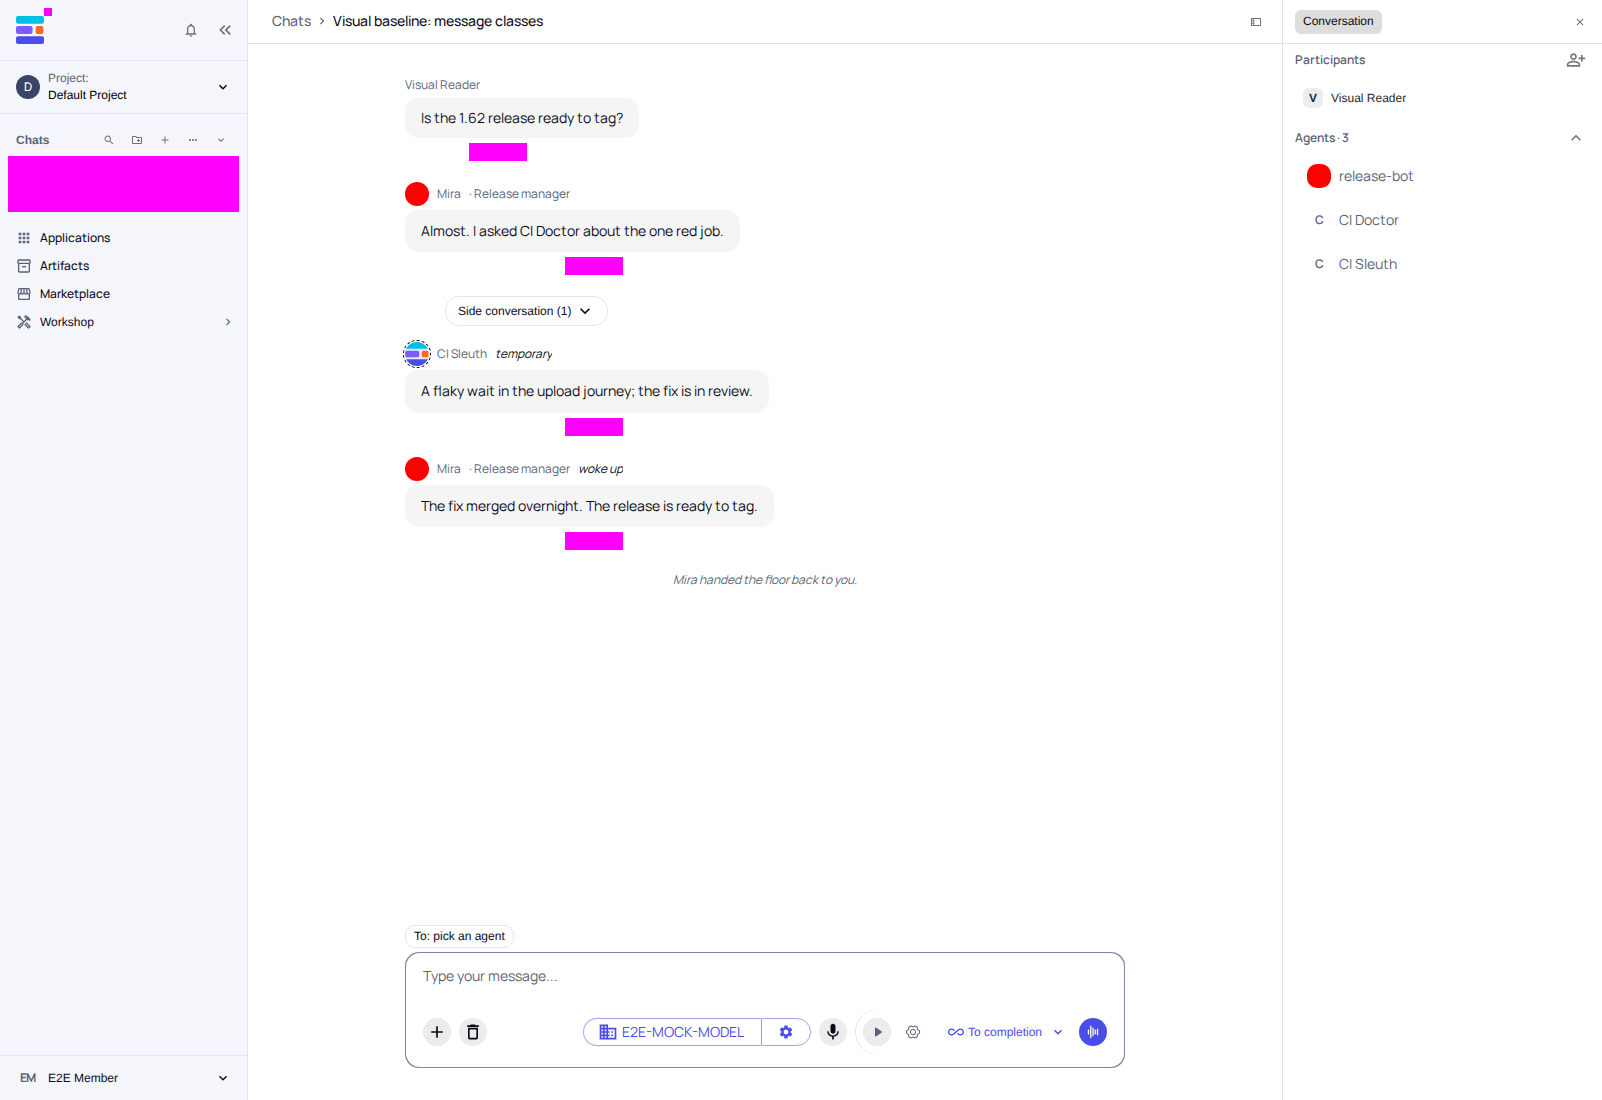 Project:
D
Default Project
Chats
Applications
Artifacts
Marketplace
Workshop
EM
E2E Member
Chats > Visual baseline: message classes
Visual Reader
Is the 1.62 release ready to tag?
Mira · Release manager
Almost. I asked CI Doctor about the one red job.
Side conversation (1)
CI Sleuth temporary
A flaky wait in the upload journey; the fix is in review.
Mira · Release manager woke up
The fix merged overnight. The release is ready to tag.
Mira handed the floor back to you.
To: pick an agent
Type your message...
E2E-MOCK-MODEL
To completion
Conversation
Participants
V Visual Reader
Agents · 3
release-bot
C CI Doctor
C CI Sleuth